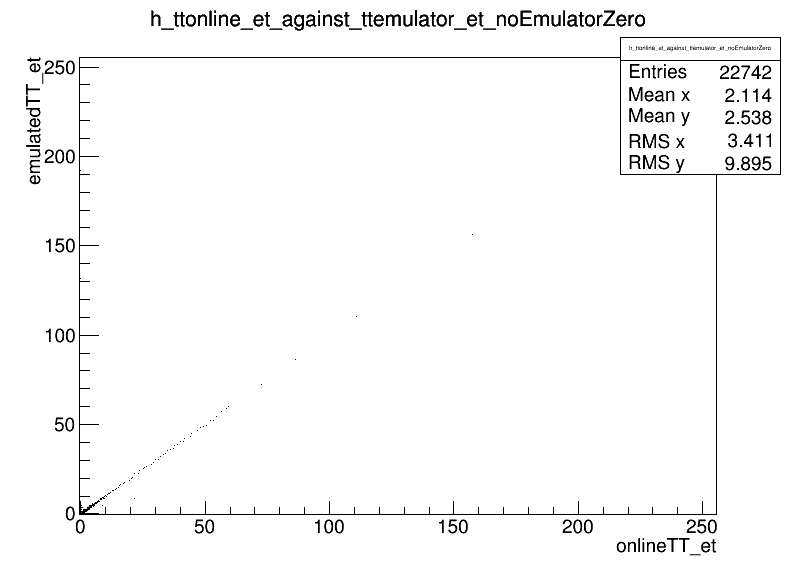 h_ttonline_et_against_ttemulator_et_noEmulatorZero
h_ttonline_et_against_ttemulator_et_noEmulatorZero
Entries 22742
Mean x 2.114
Mean y 2.538
RMS x 3.411
RMS y 9.895
emulatedTT_et
250
200
150
100
50
0
0 50 100 150 200 250
onlineTT_et